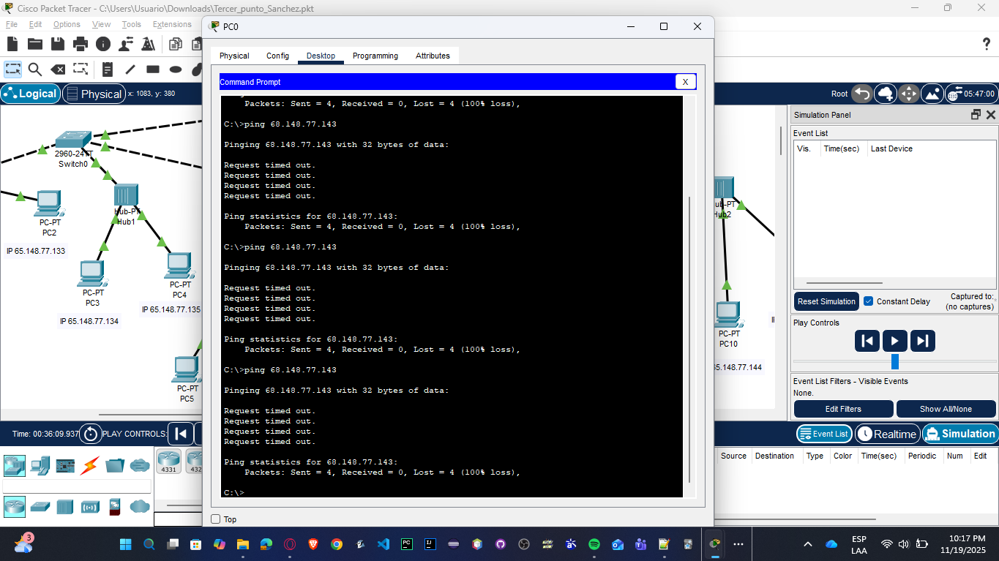 Cisco Packet Tracer - C:\Users\Usuario\Downloads\Tercer_punto_Sanchez.pkt
File Edit Options View Tools Extensions
?
Logical
Physical
x: 1083, y: 380
Root
05:47:00
2960-24TT
Switch0
Hub-PT
Hub1
PC-PT
PC2
IP 65.148.77.133
PC-PT
PC3
IP 65.148.77.134
PC-PT
PC4
IP 65.148.77.135
PC-PT
PC5
PC0
Physical Config Desktop Programming Attributes
Command Prompt
X
Packets: Sent = 4, Received = 0, Lost = 4 (100% loss),
C:\>ping 68.148.77.143
Pinging 68.148.77.143 with 32 bytes of data:
Request timed out.
Request timed out.
Request timed out.
Request timed out.
Ping statistics for 68.148.77.143:
Packets: Sent = 4, Received = 0, Lost = 4 (100% loss),
C:\>ping 68.148.77.143
Pinging 68.148.77.143 with 32 bytes of data:
Request timed out.
Request timed out.
Request timed out.
Request timed out.
Ping statistics for 68.148.77.143:
Packets: Sent = 4, Received = 0, Lost = 4 (100% loss),
C:\>ping 68.148.77.143
Pinging 68.148.77.143 with 32 bytes of data:
Request timed out.
Request timed out.
Request timed out.
Request timed out.
Ping statistics for 68.148.77.143:
Packets: Sent = 4, Received = 0, Lost = 4 (100% loss),
C:\>
Top
ub-PT
Hub2
PC-PT
PC10
5.148.77.144
Simulation Panel
Event List
Vis. Time(sec) Last Device
Reset Simulation
Constant Delay
Captured to:
(no captures)
Play Controls
Event List Filters - Visible Events
None.
Edit Filters
Show All/None
Time: 00:36:09.937
PLAY CONTROLS:
Event List
Realtime
Simulation
4331
432
Source Destination Type Color Time(sec) Periodic Num Edit
3
ESP
LAA
10:17 PM
11/19/2025